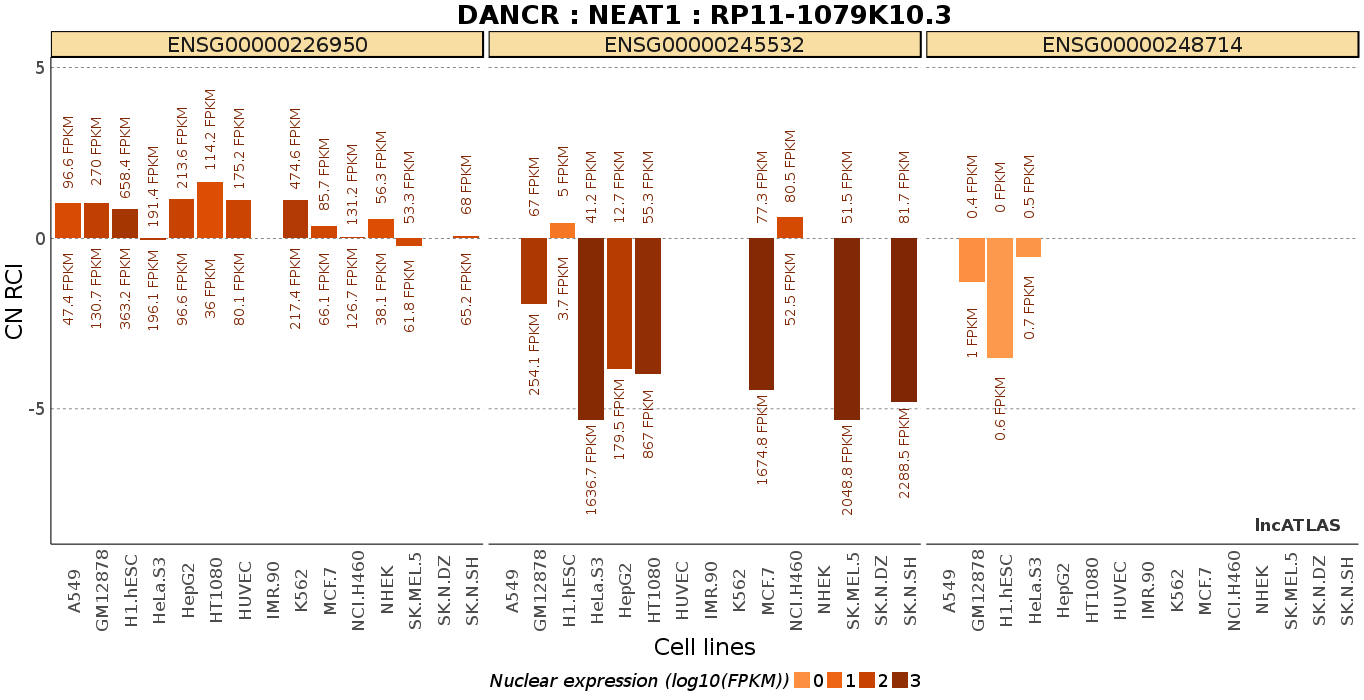 DANCR : NEAT1 : RP11-1079K10.3
ENSG00000226950 ENSG00000245532 ENSG00000248714
CN RCI
5
0
-5
96.6 FPKM
270 FPKM
658.4 FPKM
191.4 FPKM
213.6 FPKM
114.2 FPKM
175.2 FPKM
474.6 FPKM
85.7 FPKM
131.2 FPKM
56.3 FPKM
53.3 FPKM
68 FPKM
47.4 FPKM
130.7 FPKM
363.2 FPKM
196.1 FPKM
96.6 FPKM
36 FPKM
80.1 FPKM
217.4 FPKM
66.1 FPKM
126.7 FPKM
38.1 FPKM
61.8 FPKM
65.2 FPKM
67 FPKM
5 FPKM
41.2 FPKM
12.7 FPKM
55.3 FPKM
77.3 FPKM
80.5 FPKM
51.5 FPKM
81.7 FPKM
254.1 FPKM
3.7 FPKM
1636.7 FPKM
179.5 FPKM
867 FPKM
1674.8 FPKM
52.5 FPKM
2048.8 FPKM
2288.5 FPKM
0.4 FPKM
0 FPKM
0.5 FPKM
1 FPKM
0.6 FPKM
0.7 FPKM
lncATLAS
A549
GM12878
H1.hESC
HeLa.S3
HepG2
HT1080
HUVEC
IMR.90
K562
MCF.7
NCI.H460
NHEK
SK.MEL.5
SK.N.DZ
SK.N.SH
A549
GM12878
H1.hESC
HeLa.S3
HepG2
HT1080
HUVEC
IMR.90
K562
MCF.7
NCI.H460
NHEK
SK.MEL.5
SK.N.DZ
SK.N.SH
A549
GM12878
H1.hESC
HeLa.S3
HepG2
HT1080
HUVEC
IMR.90
K562
MCF.7
NCI.H460
NHEK
SK.MEL.5
SK.N.DZ
SK.N.SH
Cell lines
Nuclear expression (log10(FPKM)) 0 1 2 3